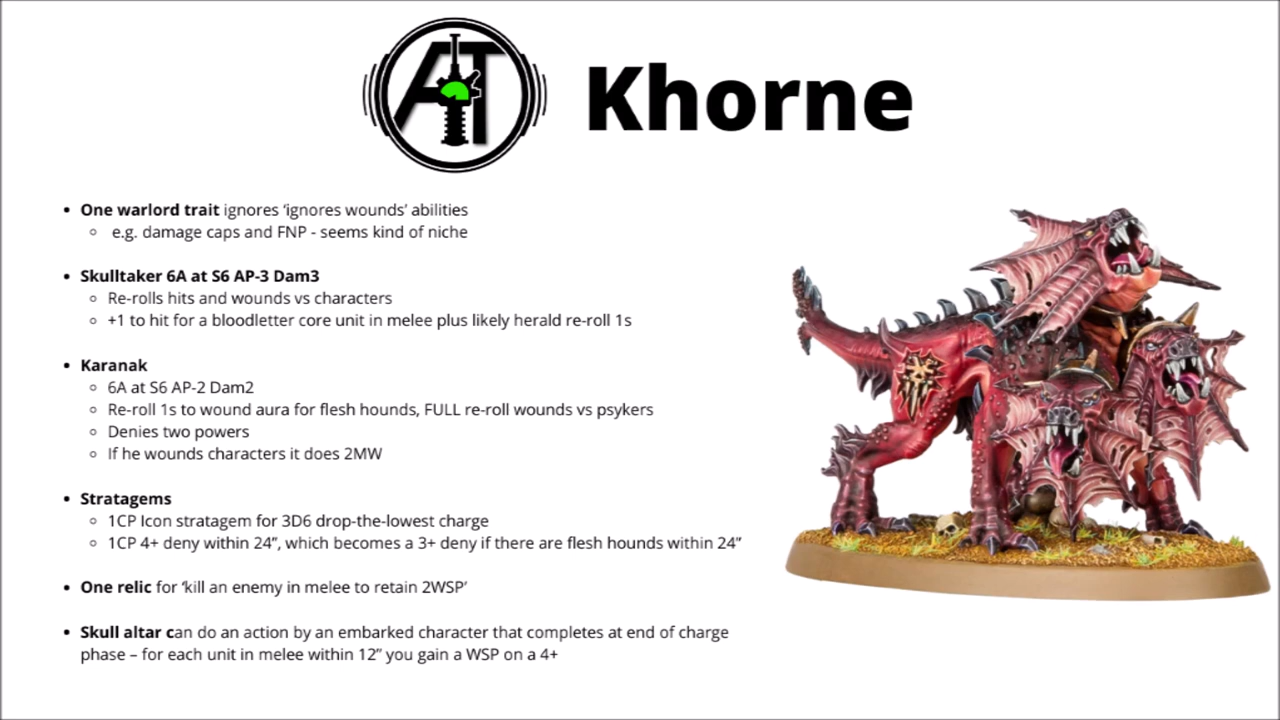 AT
Khorne
• One warlord trait ignores ‘ignores wounds’ abilities
○ e.g. damage caps and FNP - seems kind of niche
• Skulltaker 6A at S6 AP-3 Dam3
○ Re-rolls hits and wounds vs characters
○ +1 to hit for a bloodletter core unit in melee plus likely herald re-roll 1s
• Karanak
○ 6A at S6 AP-2 Dam2
○ Re-roll 1s to wound aura for flesh hounds, FULL re-roll wounds vs psykers
○ Denies two powers
○ If he wounds characters it does 2MW
• Stratagems
○ 1CP Icon stratagem for 3D6 drop-the-lowest charge
○ 1CP 4+ deny within 24”, which becomes a 3+ deny if there are flesh hounds within 24”
• One relic for ‘kill an enemy in melee to retain 2WSP’
• Skull altar can do an action by an embarked character that completes at end of charge
phase – for each unit in melee within 12” you gain a WSP on a 4+